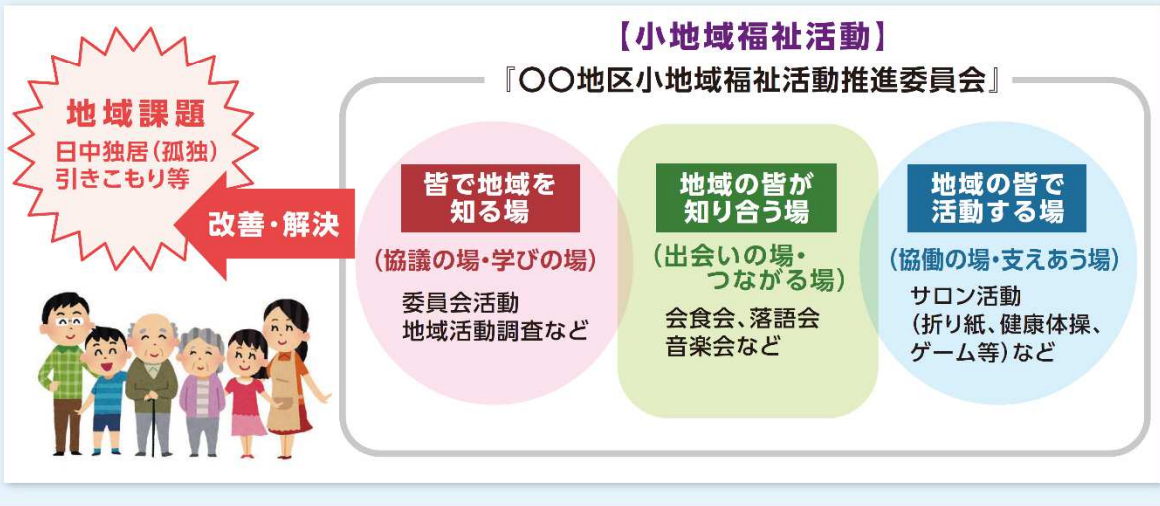 【小地域福祉活動】
『〇〇地区小地域福祉活動推進委員会』
地域課題
日中独居(孤独)
引きこもり等
改善・解決
皆で地域を
知る場
(協議の場・学びの場)
委員会活動
地域活動調査など
地域の皆が
知り合う場
(出会いの場・
つながる場)
会食会、落語会
音楽会など
地域の皆で
活動する場
(協働の場・支えあう場)
サロン活動
(折り紙、健康体操、
ゲーム等)など